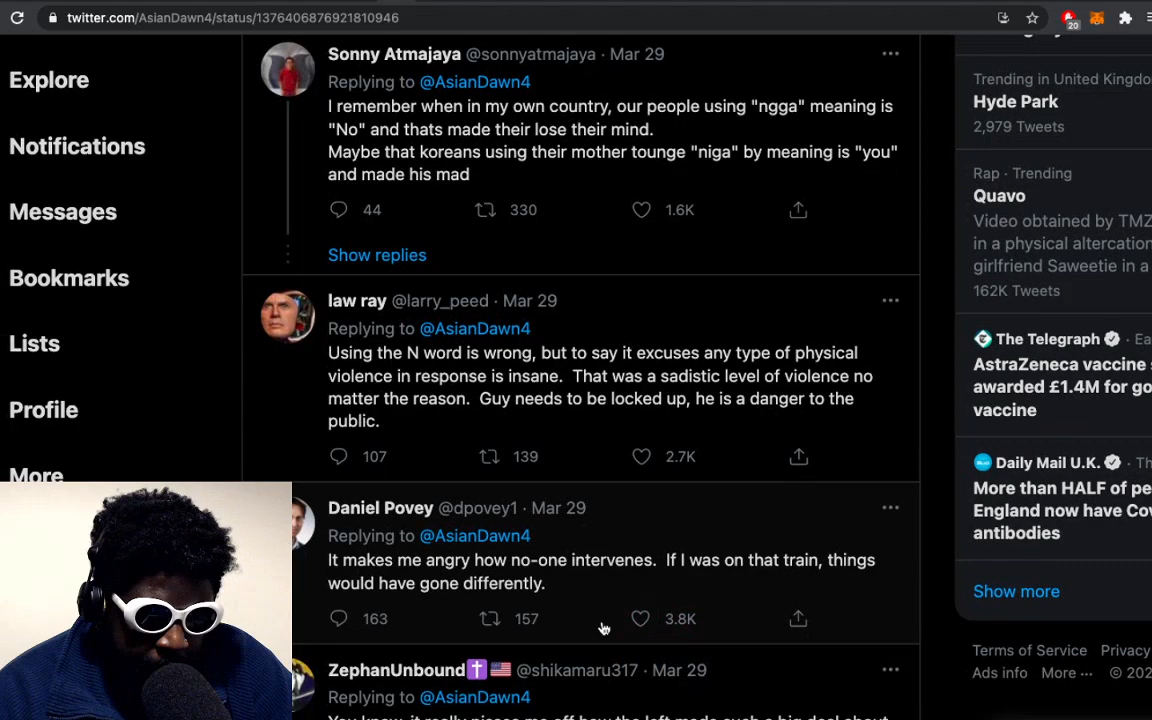 twitter.com/AsianDawn4/status/1376406876921810946
20
Explore
Notifications
Messages
Bookmarks
Lists
Profile
More
Sonny Atmajaya @sonnyatmajaya · Mar 29
Replying to @AsianDawn4
I remember when in my own country, our people using "ngga" meaning is
"No" and thats made their lose their mind.
Maybe that koreans using their mother tounge "niga" by meaning is "you"
and made his mad
44 330 1.6K
Show replies
law ray @larry_peed · Mar 29
Replying to @AsianDawn4
Using the N word is wrong, but to say it excuses any type of physical
violence in response is insane. That was a sadistic level of violence no
matter the reason. Guy needs to be locked up, he is a danger to the
public.
107 139 2.7K
Daniel Povey @dpovey1 · Mar 29
Replying to @AsianDawn4
It makes me angry how no-one intervenes. If I was on that train, things
would have gone differently.
163 157 3.8K
ZephanUnbound @shikamaru317 · Mar 29
Replying to @AsianDawn4
Trending in United Kingdo
Hyde Park
2,979 Tweets
Rap · Trending
Quavo
Video obtained by TMZ
in a physical altercation
girlfriend Saweetie in a
162K Tweets
The Telegraph · Ea
AstraZeneca vaccine
awarded £1.4M for go
vaccine
Daily Mail U.K. · Th
More than HALF of pe
England now have Cov
antibodies
Show more
Terms of Service Privacy
Ads info More ··· © 202